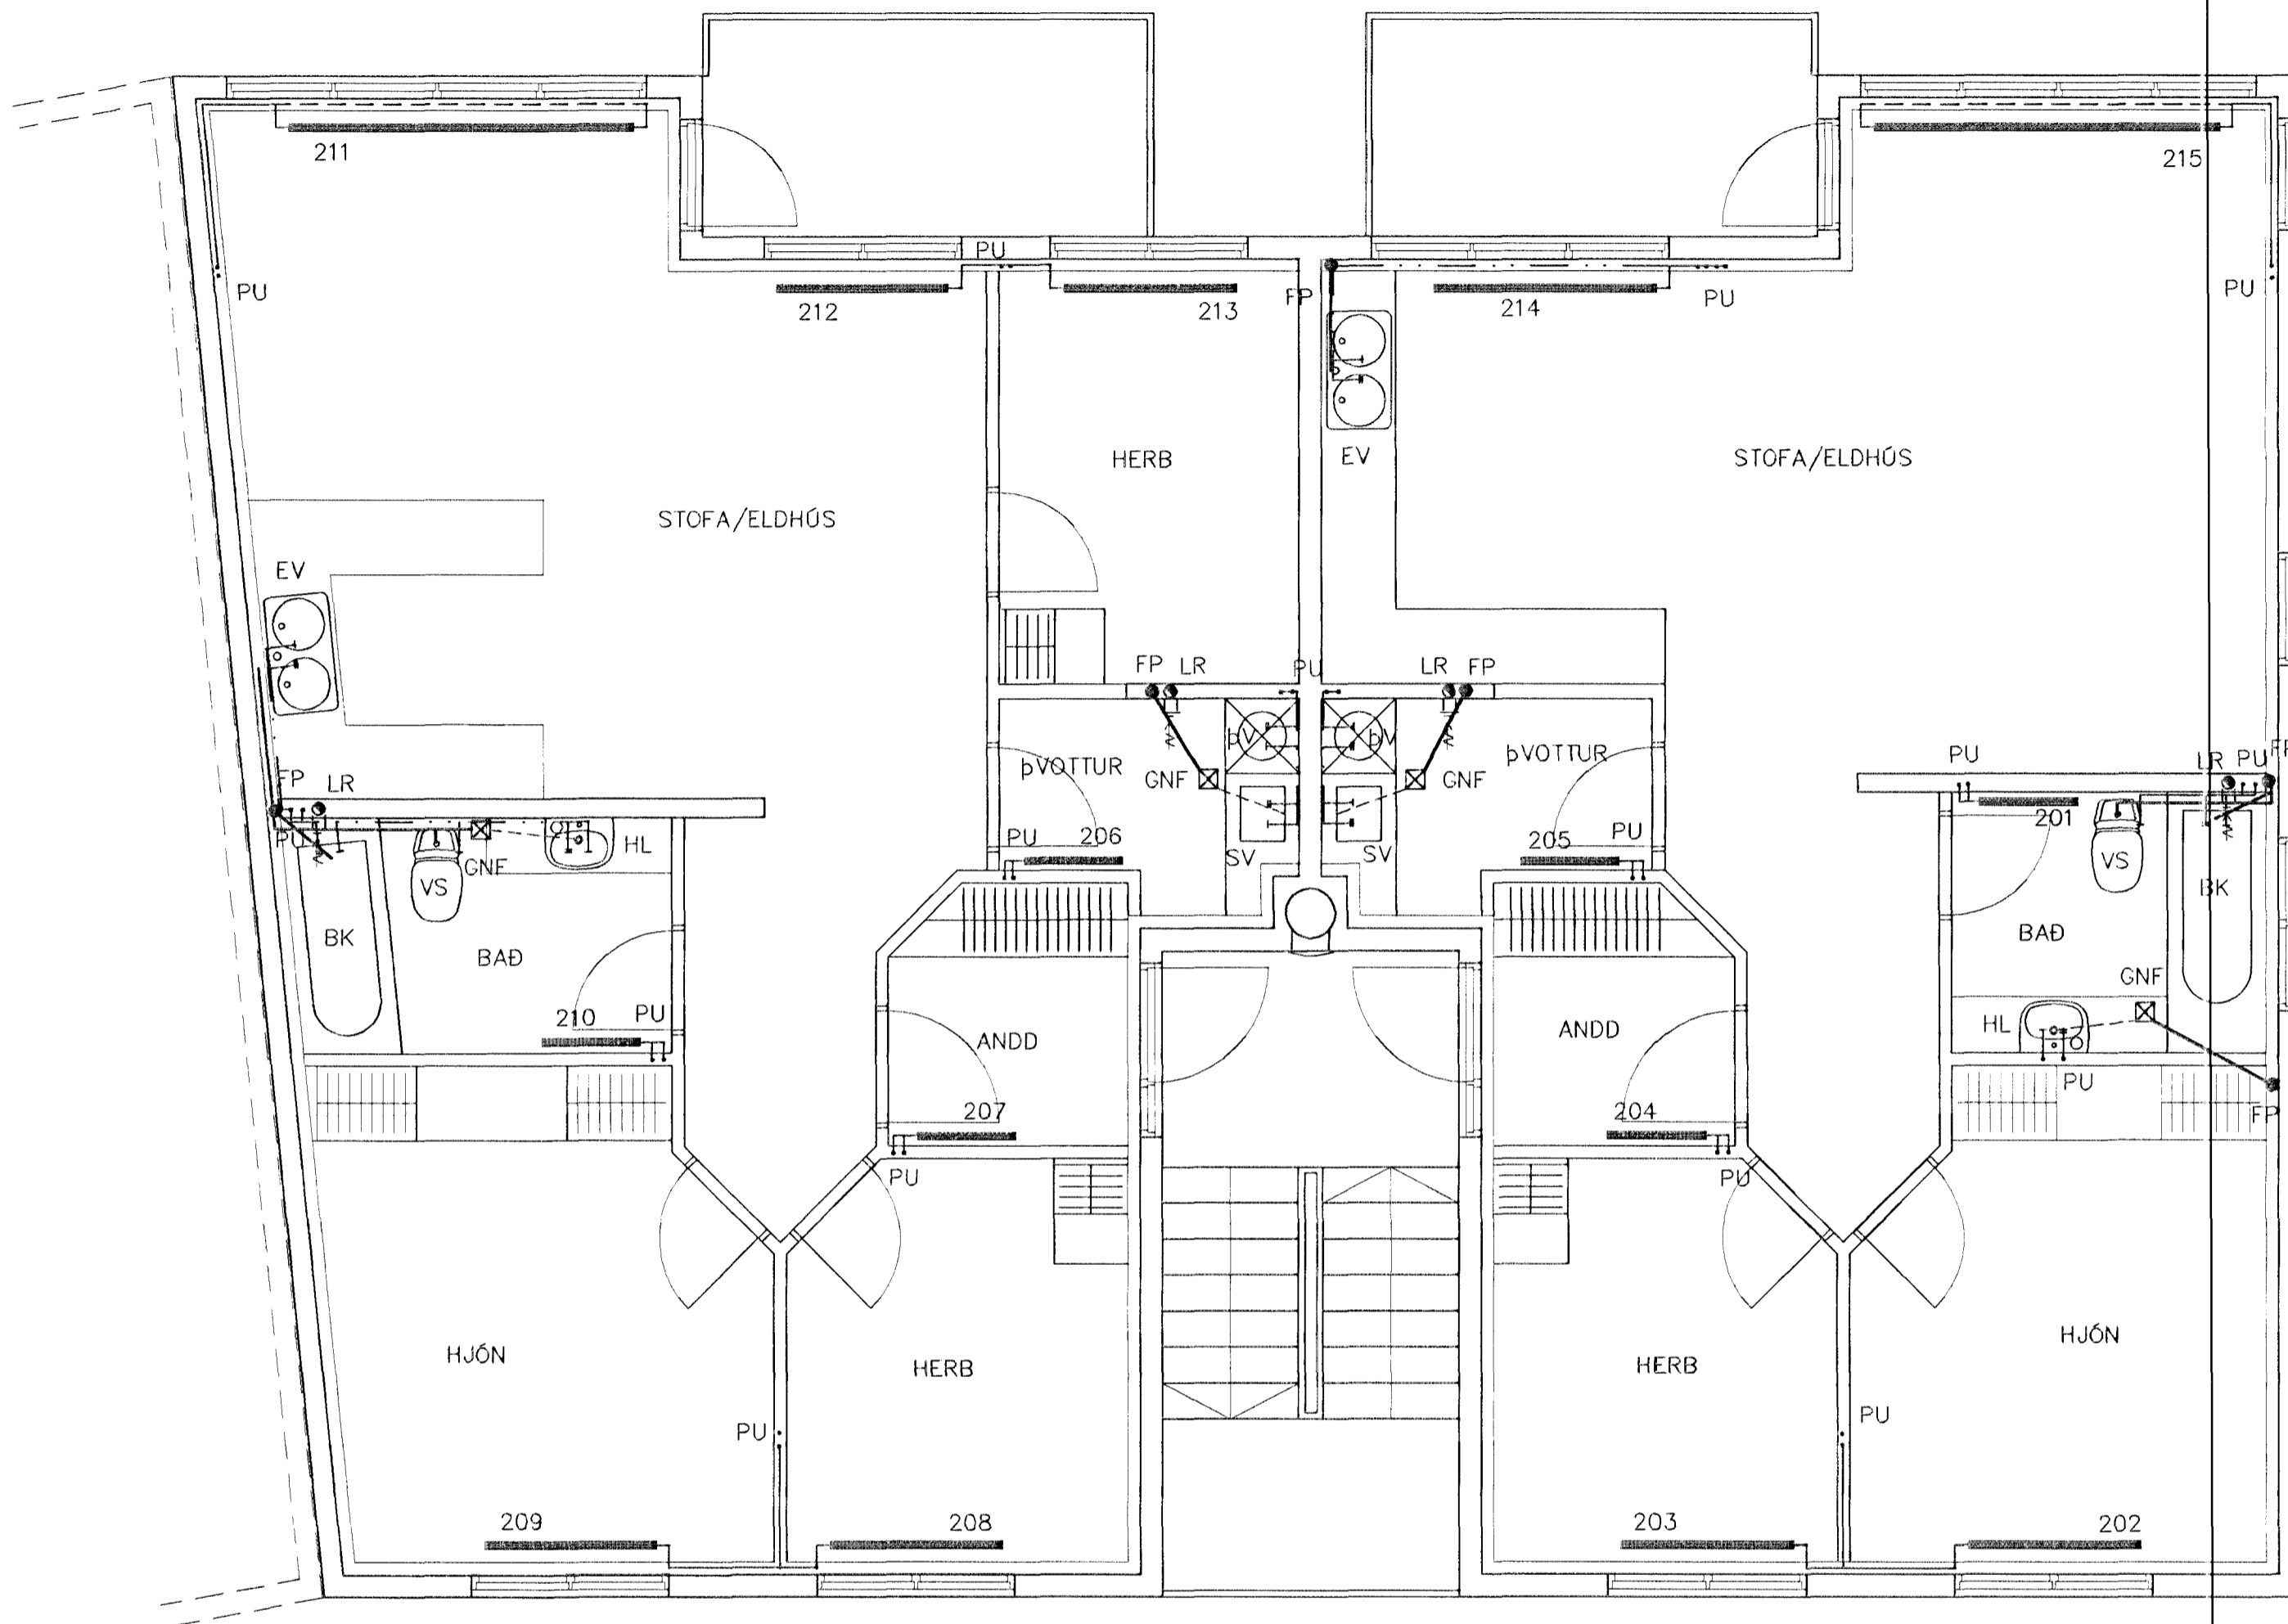 211
215
PU
PU
PU
212
213
FP
214
PU
HERB
EV
STOFA/ELDHÚS
STOFA/ELDHÚS
EV
FP LR
PU
LR FP
ÞV
ÞV
ÞVOTTUR
GNF
GNF
ÞVOTTUR
PU
LR PU FP
FP LR
PU
GNF
HL
PU
206
SV
SV
205
PU
201
VS
VS
BK
BK
BAÐ
BAÐ
GNF
210
PU
ANDD
ANDD
HL
PU
FP
207
204
PU
PU
HJÓN
HERB
HERB
HJÓN
PU
PU
209
208
203
202